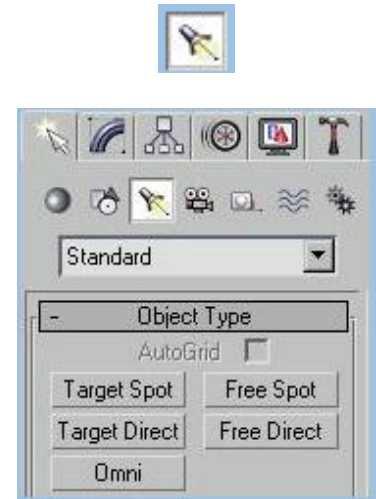 Standard
- Object Type
AutoGrid
Target Spot Free Spot
Target Direct Free Direct
Omni